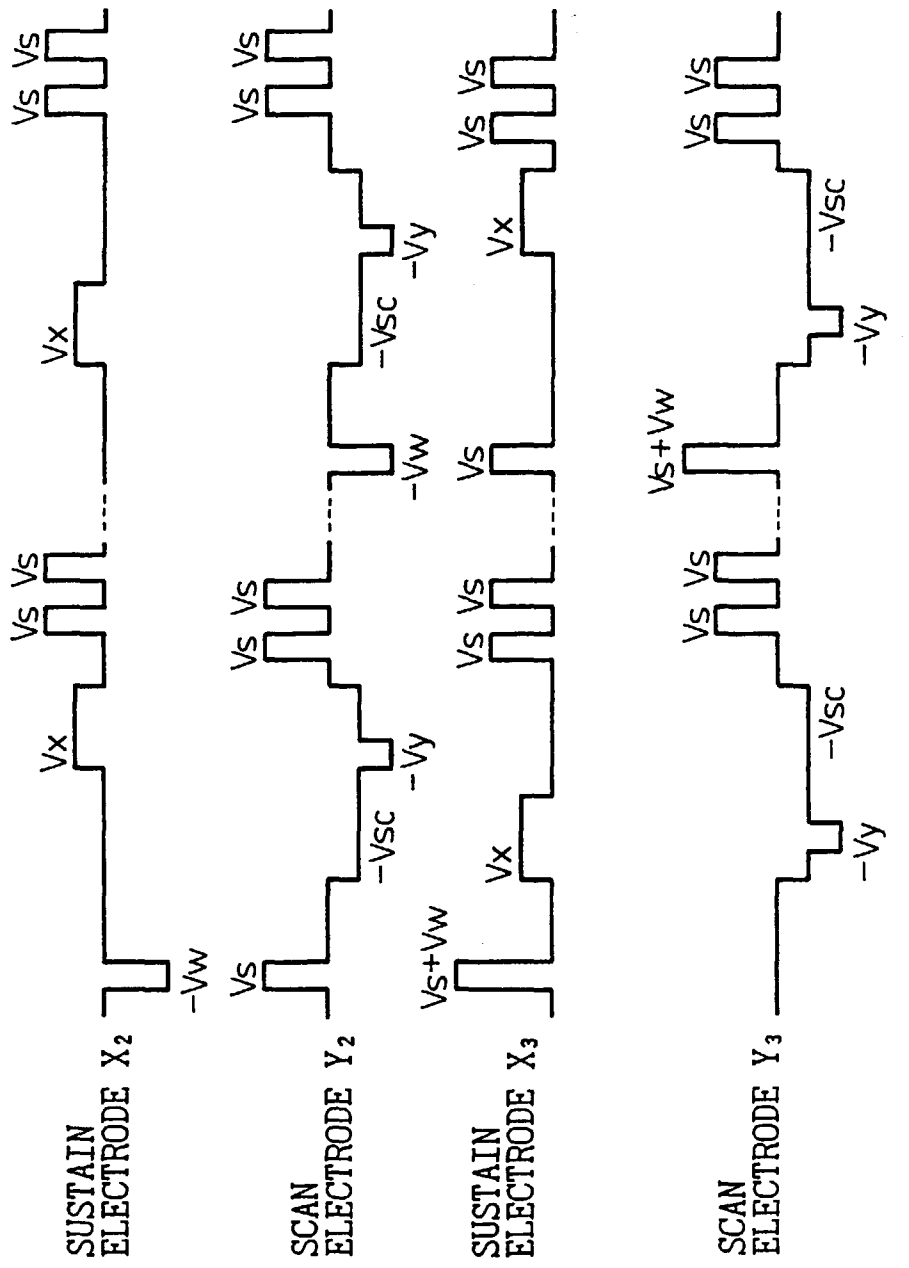 SUSTAIN
ELECTRODE X₂
-Vw
Vx
Vs
Vs
Vx
Vs
Vs
SCAN
ELECTRODE Y₂
Vs
-Vsc
-Vy
Vs
Vs
-Vw
-Vsc
-Vy
Vs
Vs
SUSTAIN
ELECTRODE X₃
Vs+Vw
Vx
Vs
Vs
Vs
Vx
Vs
Vs
SCAN
ELECTRODE Y₃
-Vy
-Vsc
Vs
Vs
Vs+Vw
-Vy
-Vsc
Vs
Vs